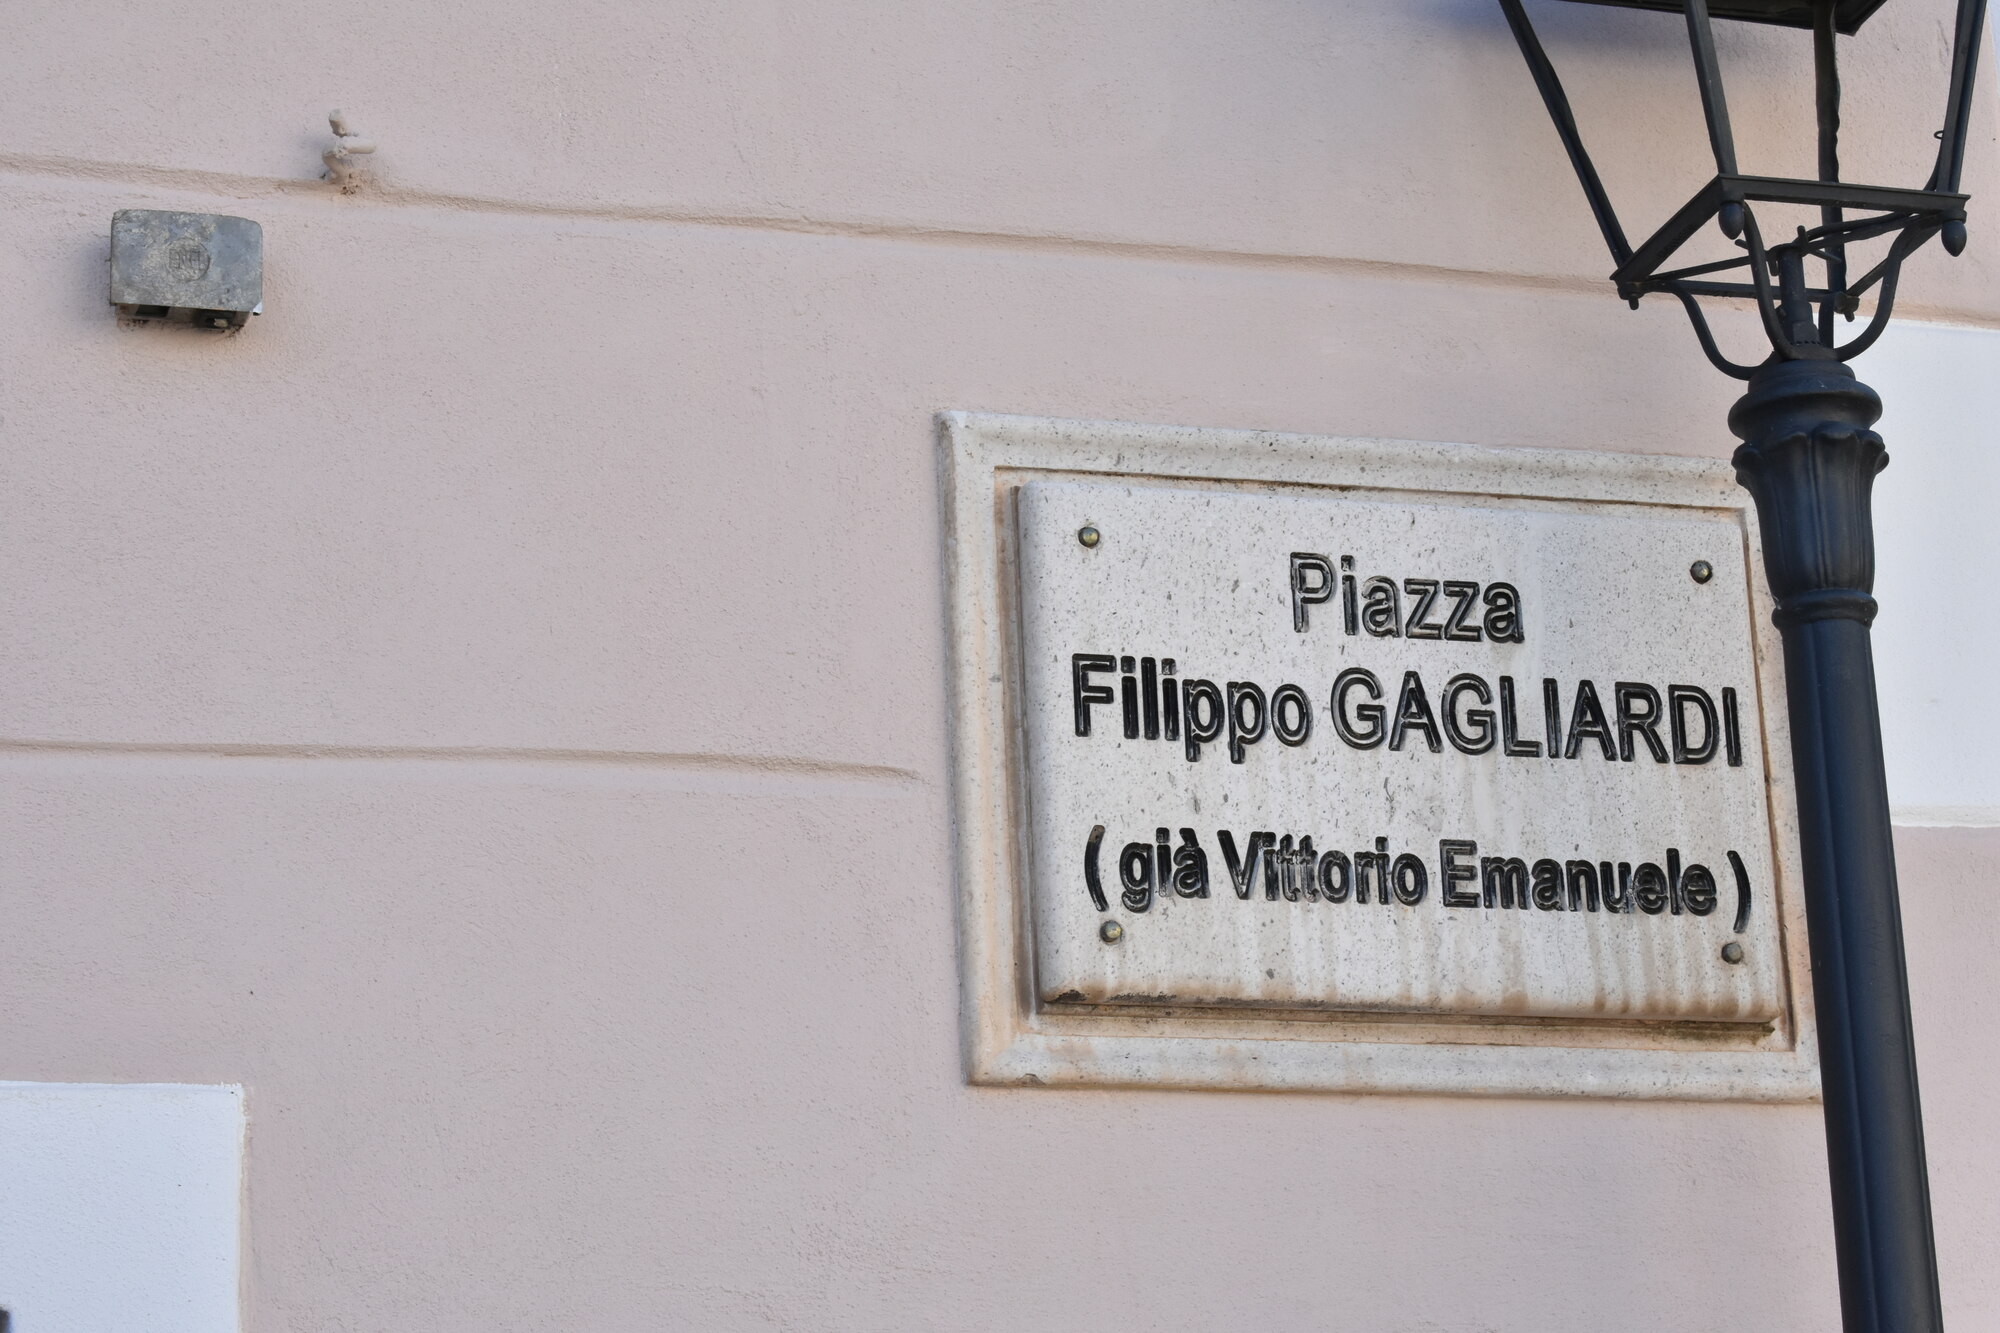 Piazza
Filippo GAGLIARDI
( già Vittorio Emanuele )